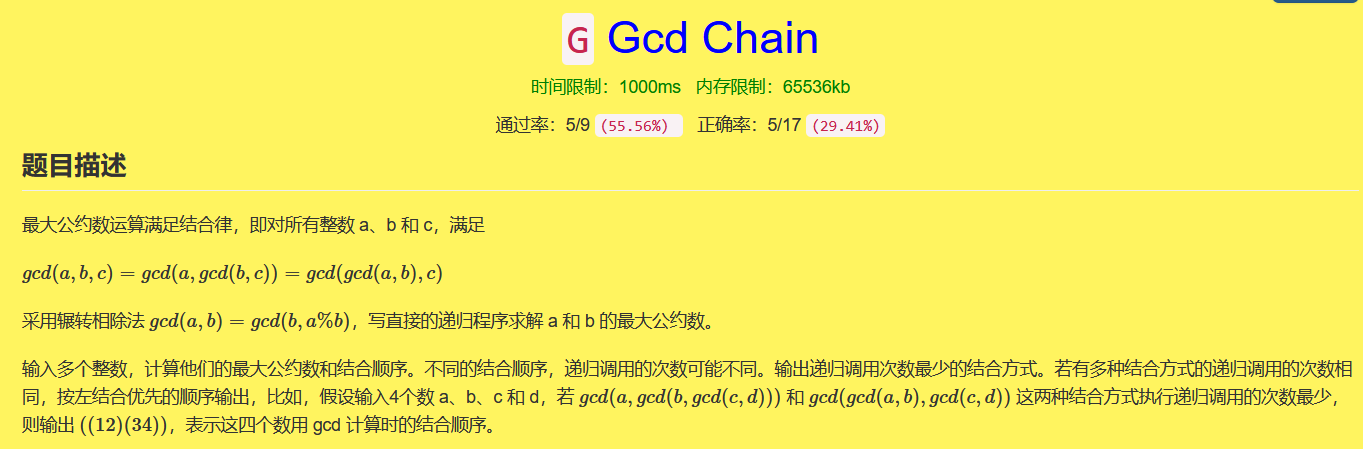 G Gcd Chain
时间限制：1000ms 内存限制：65536kb
通过率：5/9 (55.56%) 正确率：5/17 (29.41%)
题目描述
最大公约数运算满足结合律，即对所有整数 a、b 和 c，满足
gcd(a, b, c) = gcd(a, gcd(b, c)) = gcd(gcd(a, b), c)
采用辗转相除法 gcd(a, b) = gcd(b, a%b)，写直接的递归程序求解 a 和 b 的最大公约数。
输入多个整数，计算他们的最大公约数和结合顺序。不同的结合顺序，递归调用的次数可能不同。输出递归调用次数最少的结合方式。若有多种结合方式的递归调用的次数相
同，按左结合优先的顺序输出，比如，假设输入4个数 a、b、c 和 d，若 gcd(a, gcd(b, gcd(c, d))) 和 gcd(gcd(a, b), gcd(c, d)) 这两种结合方式执行递归调用的次数最少，
则输出 ((12)(34))，表示这四个数用 gcd 计算时的结合顺序。